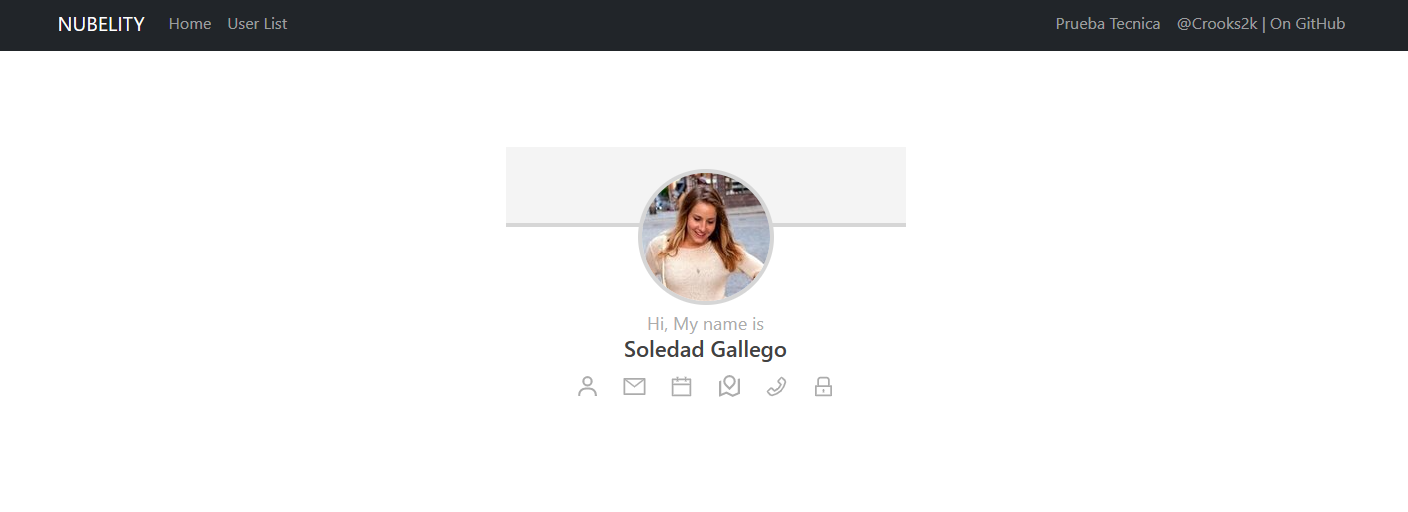 NUBELITY Home User List Prueba Tecnica @Crooks2k | On GitHub
Hi, My name is
Soledad Gallego